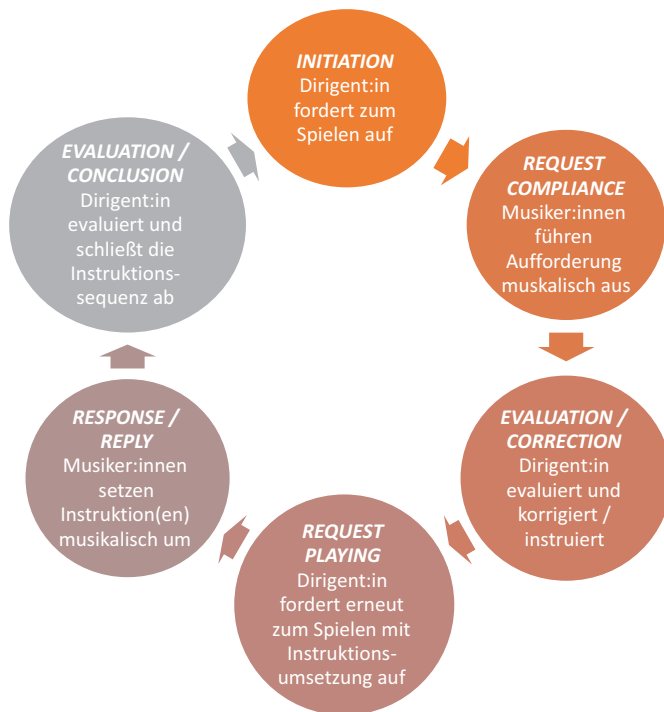 INITIATION
Dirigent:in
fordert zum
Spielen auf
REQUEST
COMPLIANCE
Musiker:innen
führen
Aufforderung
muskalisch aus
EVALUATION /
CORRECTION
Dirigent:in
evaluiert und
korrigiert /
instruiert
REQUEST
PLAYING
Dirigent:in
fordert erneut
zum Spielen mit
Instruktions-
umsetzung auf
RESPONSE /
REPLY
Musiker:innen
setzen
Instruktion(en)
musikalisch um
EVALUATION /
CONCLUSION
Dirigent:in
evaluiert und
schließt die
Instruktions-
sequenz ab